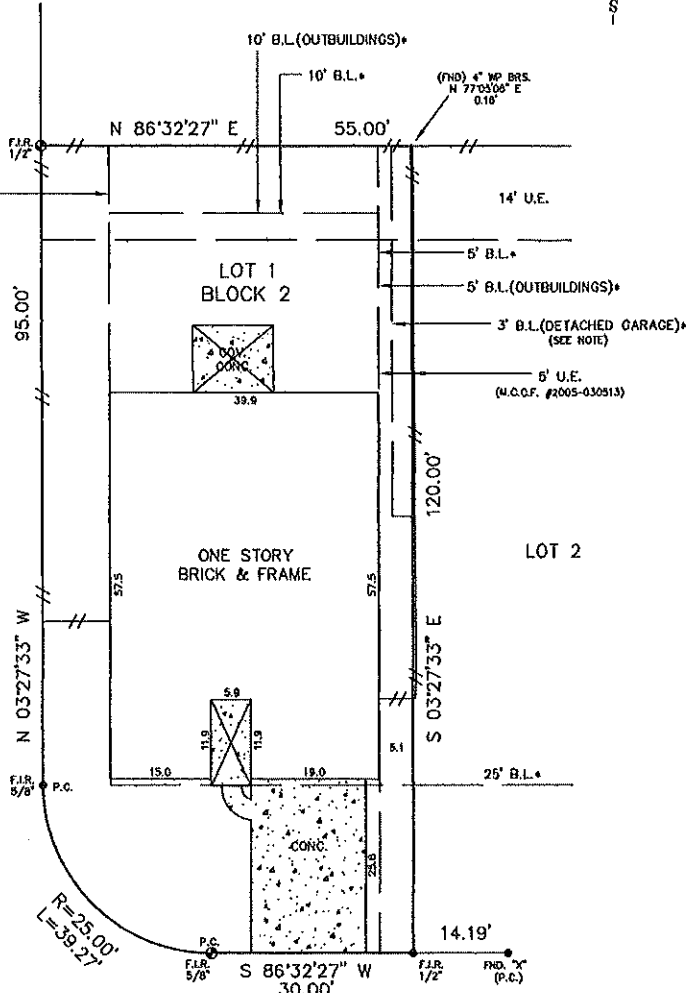 S
10' B.L.(OUTBUILDINGS)*
10' B.L.*
(FND) 4" WP BRS.
N 77°03'06" E
0.16'
N 86°32'27" E
55.00'
F.I.R.
1/2"
14' U.E.
5' B.L.*
LOT 1
BLOCK 2
5' B.L.(OUTBUILDINGS)*
3' B.L.(DETACHED GARAGE)*
(SEE NOTE)
95.00'
COV.
CONC.
39.9
(M.C.C.F. #2005-030513)
120.00'
ONE STORY
BRICK & FRAME
LOT 2
57.5
57.5
N 03°27'33" W
S 03°27'33" E
5.9
11.9
11.9
5.1
15.0
19.0
25' B.L.*
F.I.R.
5/8"
P.C.
CONC.
25.6
R=25.00'
L=39.27'
P.C.
14.19'
F.I.R.
5/8"
S 86°32'27" W
30.00'
F.I.R.
1/2"
FND. "X"
(P.C.)